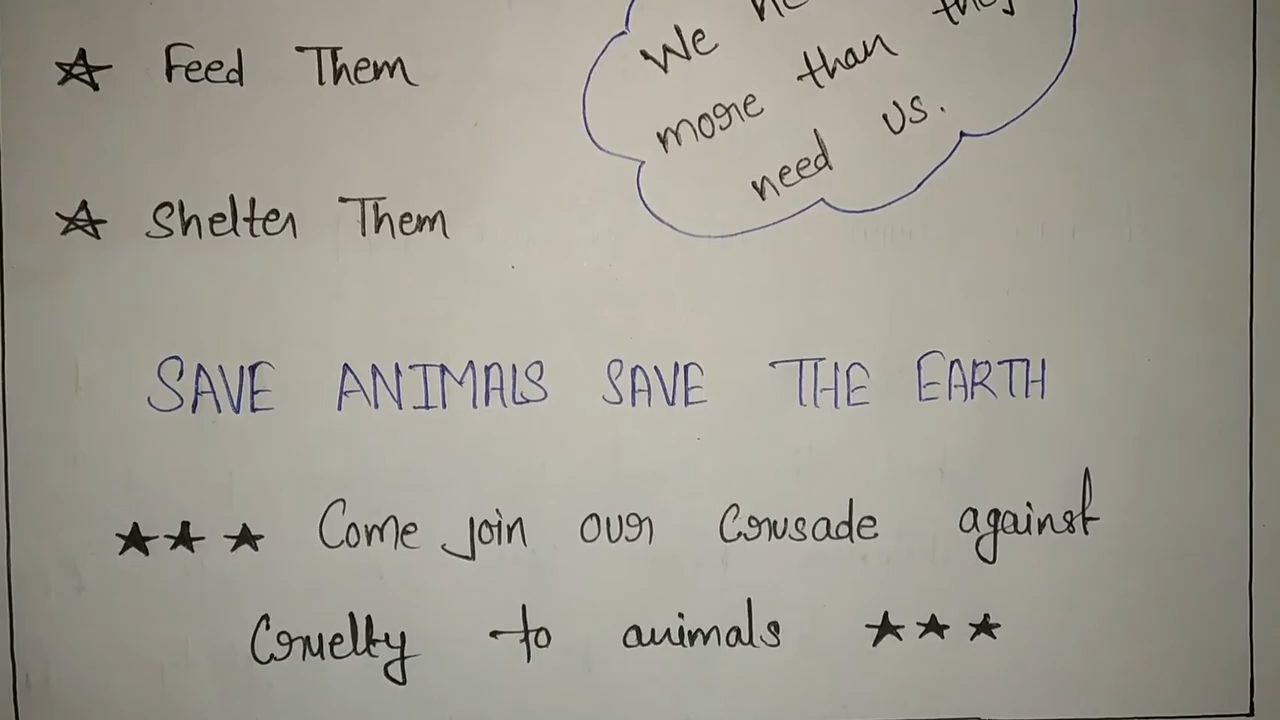 Feed Them
We
more than
need us.
Shelter Them
SAVE ANIMALS SAVE THE EARTH
Come join our Crusade against
Cruelty to animals